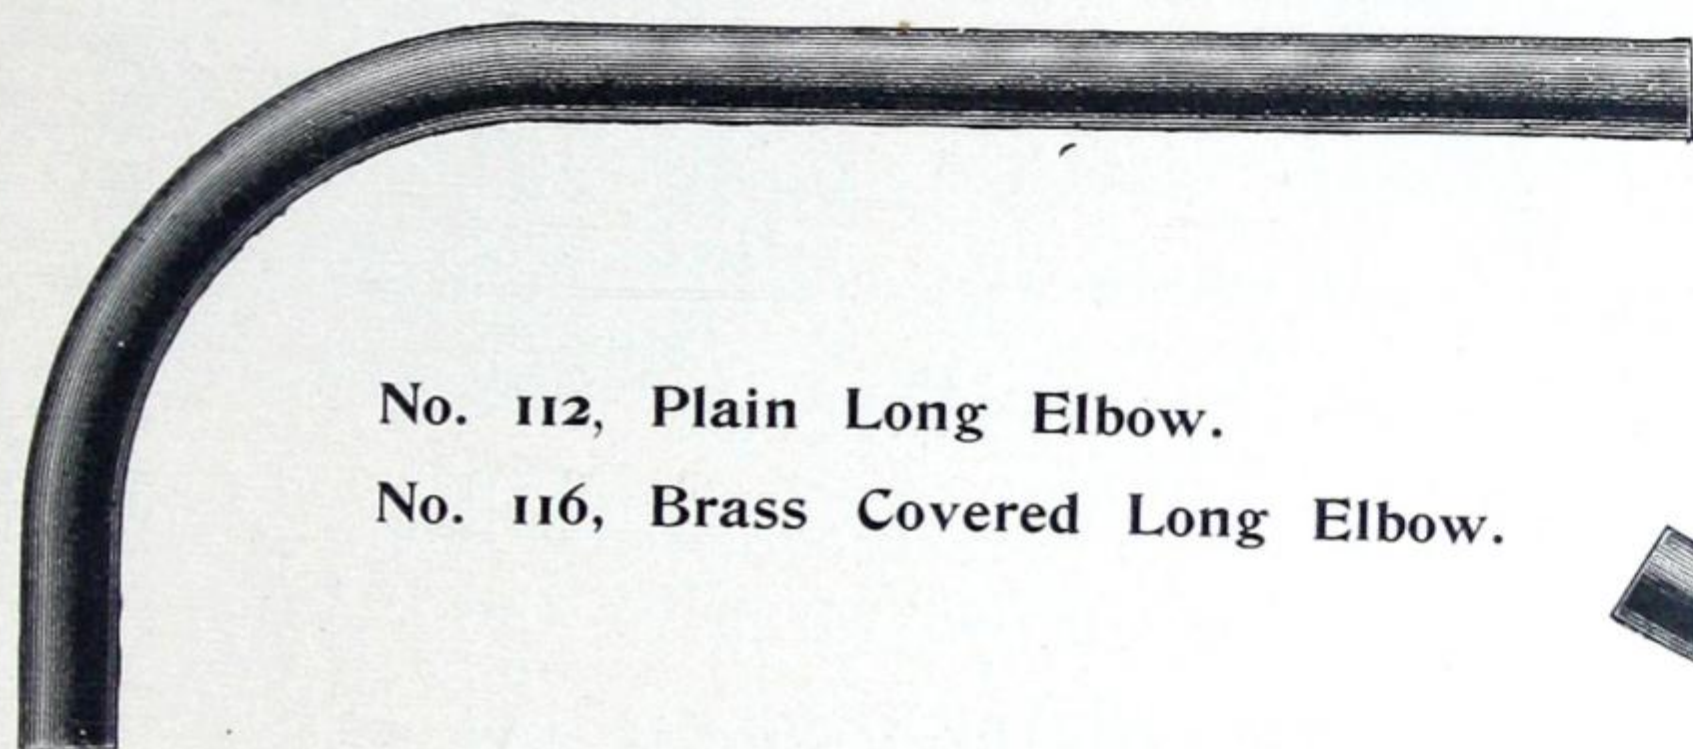 No. 112, Plain Long Elbow.
No. 116, Brass Covered Long Elbow.